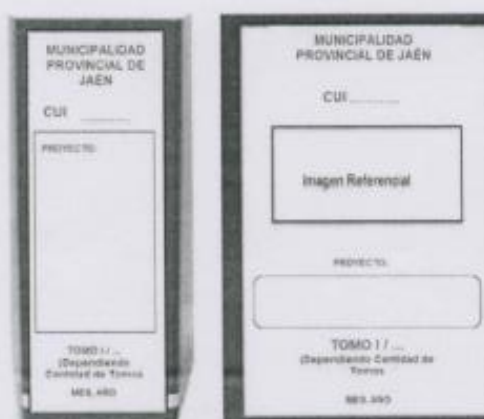 MUNICIPALIDAD
PROVINCIAL DE
JAÉN
CUI ........
PROYECTO:
TOMO I / ...
(Dependiendo
Cantidad de Tomos
MES, AÑO
MUNICIPALIDAD
PROVINCIAL DE JAÉN
CUI ........
Imagen Referencial
PROYECTO:
TOMO I / ...
(Dependiendo Cantidad de
Tomos
MES, AÑO